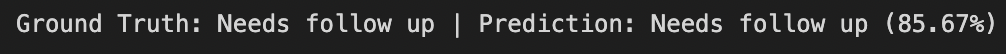 Ground Truth: Needs follow up | Prediction: Needs follow up (85.67%)